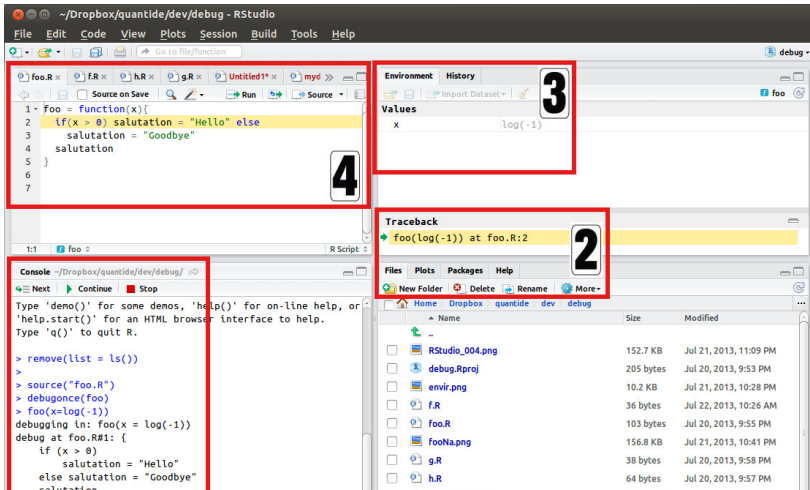 ~/Dropbox/quantide/dev/debug - RStudio
File Edit Code View Plots Session Build Tools Help
Go to file/function
debug
foo.R × f.R × h.R × g.R × Untitled1* × myd »
Source on Save Run Source
1 foo = function(x){
2 if(x > 0) salutation = "Hello" else
3 salutation = "Goodbye"
4 salutation
5 }
6
7
4
1:1 foo R Script
Environment History
Import Dataset foo
Values
x log(-1)
3
Traceback
foo(log(-1)) at foo.R:2
2
Console ~/Dropbox/quantide/dev/debug/
Next Continue Stop
Type 'demo()' for some demos, 'help()' for on-line help, or
'help.start()' for an HTML browser interface to help.
Type 'q()' to quit R.
> remove(list = ls())
>
> source("foo.R")
> debugonce(foo)
> foo(x=log(-1))
debugging in: foo(x = log(-1))
debug at foo.R#1: {
if (x > 0)
salutation = "Hello"
else salutation = "Goodbye"
salutation
Files Plots Packages Help
New Folder Delete Rename More
Home Dropbox quantide dev debug ...
Name Size Modified
..
RStudio_004.png 152.7 KB Jul 21, 2013, 11:09 PM
debug.Rproj 205 bytes Jul 20, 2013, 9:53 PM
envir.png 10.2 KB Jul 21, 2013, 10:28 PM
f.R 36 bytes Jul 22, 2013, 10:26 AM
foo.R 103 bytes Jul 20, 2013, 9:55 PM
fooNa.png 156.8 KB Jul 21, 2013, 10:41 PM
g.R 38 bytes Jul 20, 2013, 9:58 PM
h.R 64 bytes Jul 20, 2013, 9:57 PM